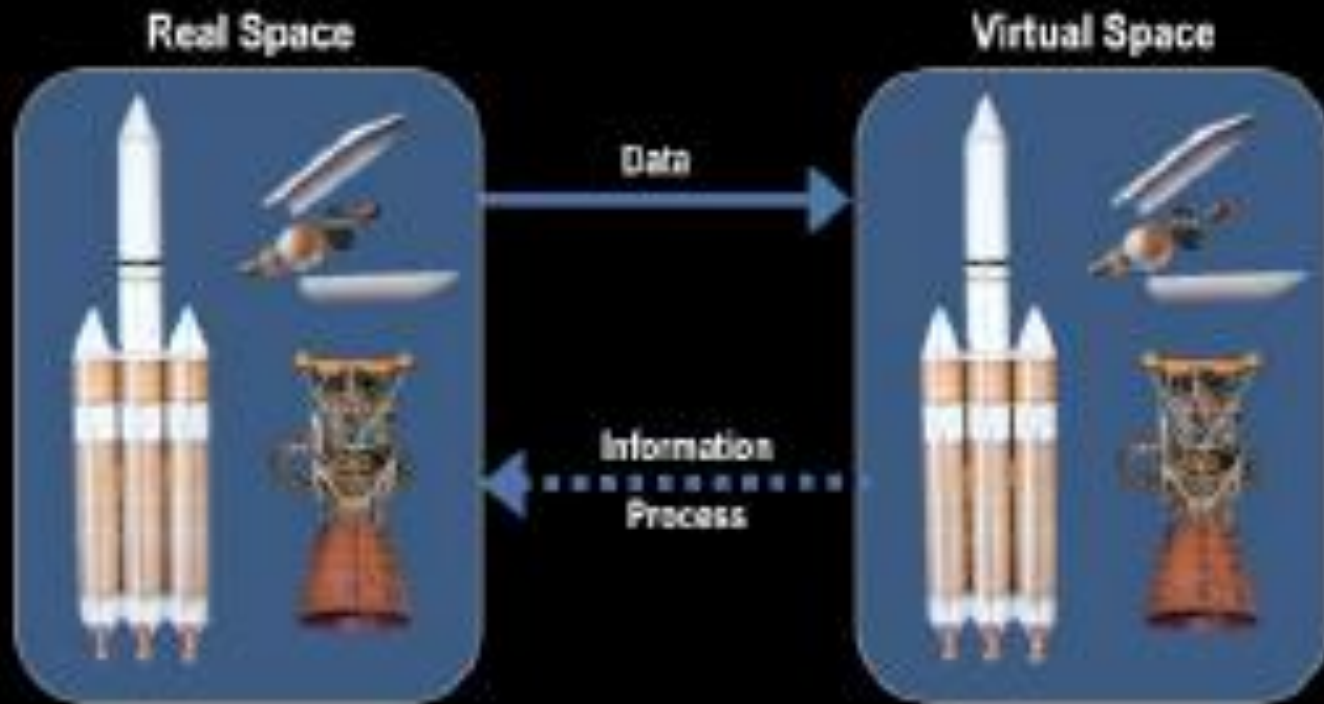 Real Space
Virtual Space
Data
Information
Process